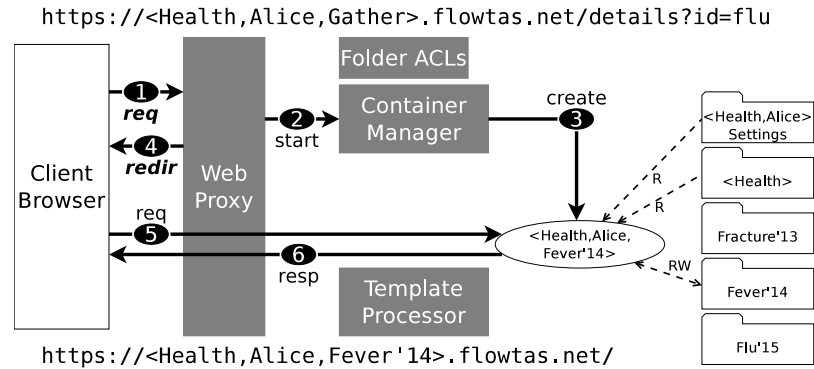 https://<Health,Alice,Gather>.flowtas.net/details?id=flu
Folder ACLs
1
req
2
start
Container
Manager
create
3
<Health,Alice>
Settings
4
redir
Client
Browser
Web
Proxy
R
R
<Health>
req
5
<Health,Alice,
Fever'14>
Fracture'13
6
resp
RW
Fever'14
Template
Processor
Flu'15
https://<Health,Alice,Fever'14>.flowtas.net/